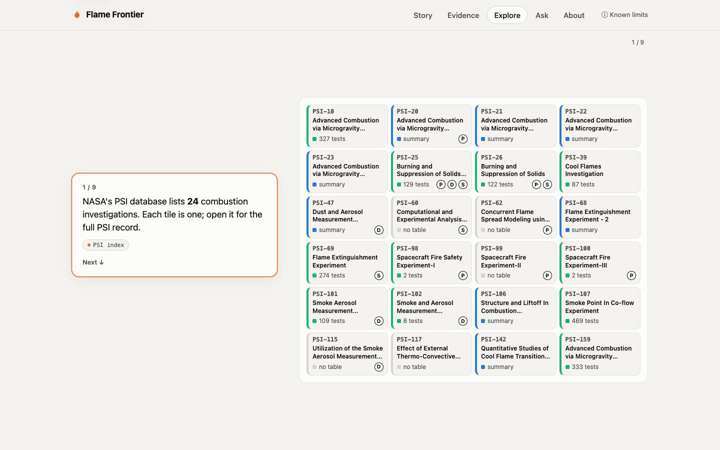 Flame Frontier
Story Evidence Explore Ask About ⓘ Known limits
1 / 9
1 / 9
NASA's PSI database lists 24 combustion
investigations. Each tile is one; open it for the
full PSI record.
PSI index
Next ↓
PSI-18
Advanced Combustion
via Microgravity...
327 tests
PSI-20
Advanced Combustion
via Microgravity...
summary P
PSI-21
Advanced Combustion
via Microgravity...
summary
PSI-22
Advanced Combustion
via Microgravity...
summary
PSI-23
Advanced Combustion
via Microgravity...
summary
PSI-25
Burning and
Suppression of Solids...
129 tests P D S
PSI-26
Burning and
Suppression of Solids
122 tests P S
PSI-39
Cool Flames
Investigation
87 tests
PSI-47
Dust and Aerosol
Measurement...
summary D
PSI-60
Computational and
Experimental Analysis...
no table S
PSI-62
Concurrent Flame
Spread Modeling usin...
no table P
PSI-68
Flame Extinguishment
Experiment - 2
summary
PSI-69
Flame Extinguishment
Experiment
274 tests S
PSI-98
Spacecraft Fire Safety
Experiment-I
2 tests P
PSI-99
Spacecraft Fire
Experiment-II
no table P
PSI-100
Spacecraft Fire
Experiment-III
2 tests P
PSI-101
Smoke Aerosol
Measurement...
109 tests D
PSI-102
Smoke and Aerosol
Measurement...
8 tests D
PSI-106
Structure and Liftoff In
Combustion...
summary
PSI-107
Smoke Point In Co-flow
Experiment
469 tests
PSI-115
Utilization of the Smoke
Aerosol Measurement...
no table D
PSI-117
Effect of External
Thermo-Convective...
no table
PSI-142
Quantitative Studies of
Cool Flame Transition...
summary
PSI-159
Advanced Combustion
via Microgravity...
333 tests